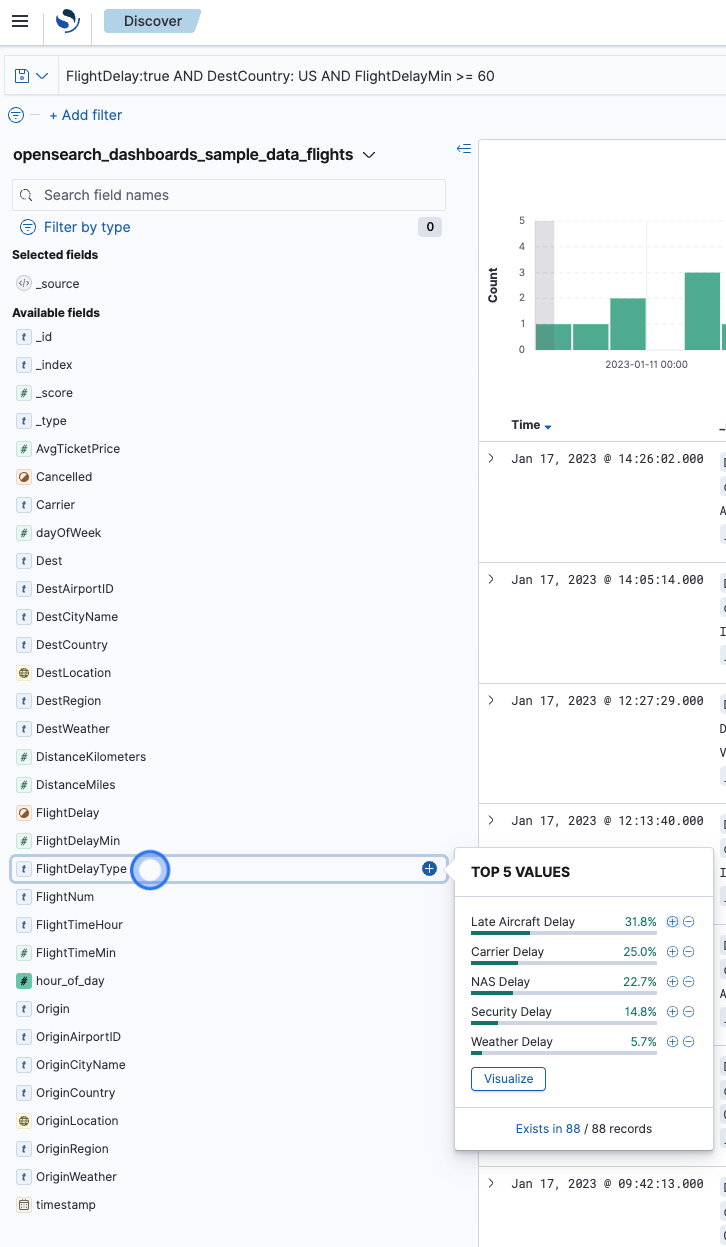 Discover
FlightDelay:true AND DestCountry: US AND FlightDelayMin >= 60
+ Add filter
opensearch_dashboards_sample_data_flights
Search field names
Filter by type 0
Selected fields
_source
Available fields
t _id
t _index
# _score
t _type
# AvgTicketPrice
Cancelled
t Carrier
# dayOfWeek
t Dest
t DestAirportID
t DestCityName
t DestCountry
DestLocation
t DestRegion
t DestWeather
# DistanceKilometers
# DistanceMiles
FlightDelay
# FlightDelayMin
t FlightDelayType
t FlightNum
t FlightTimeHour
# FlightTimeMin
# hour_of_day
t Origin
t OriginAirportID
t OriginCityName
t OriginCountry
OriginLocation
t OriginRegion
t OriginWeather
timestamp
Count
5
4
3
2
1
0
2023-01-11 00:00
Time
Jan 17, 2023 @ 14:26:02.000
Jan 17, 2023 @ 14:05:14.000
Jan 17, 2023 @ 12:27:29.000
Jan 17, 2023 @ 12:13:40.000
TOP 5 VALUES
Late Aircraft Delay 31.8%
Carrier Delay 25.0%
NAS Delay 22.7%
Security Delay 14.8%
Weather Delay 5.7%
Visualize
Exists in 88 / 88 records
Jan 17, 2023 @ 09:42:13.000